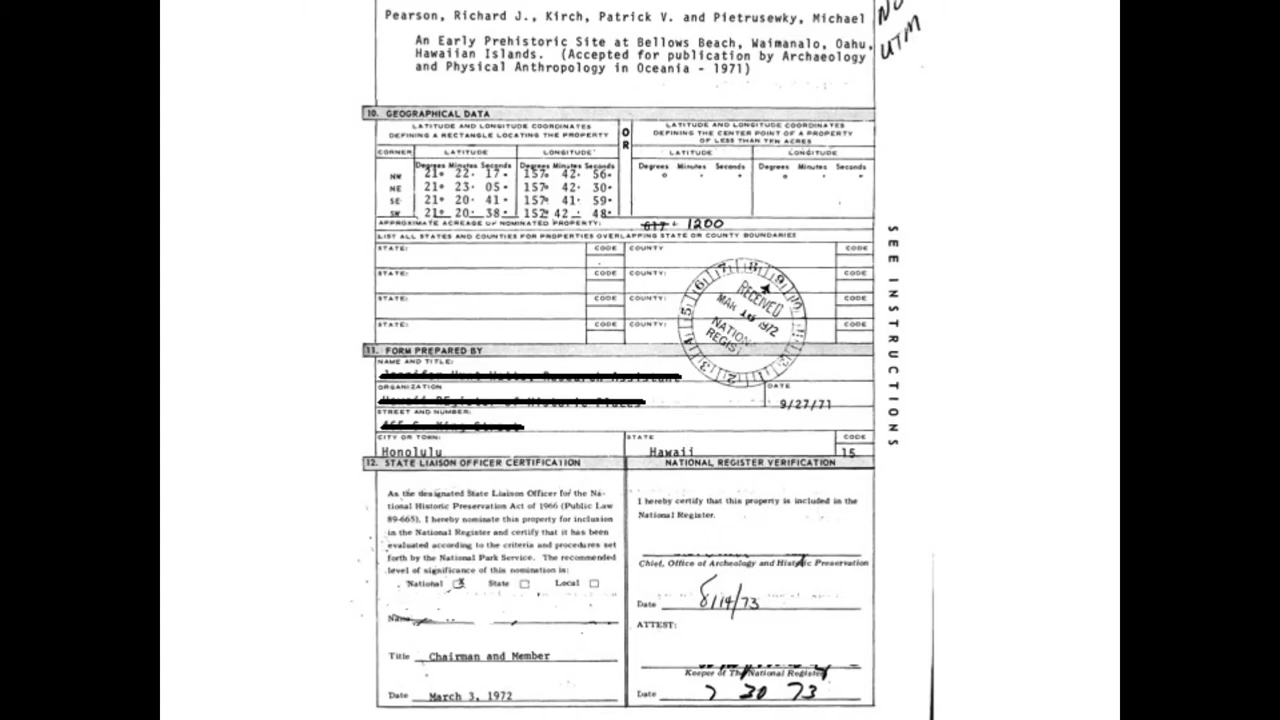 Pearson, Richard J., Kirch, Patrick V. and Pietrusewky, Michael
NO
UTM
An Early Prehistoric Site at Bellows Beach, Waimanalo, Oahu,
Hawaiian Islands. (Accepted for publication by Archaeology
and Physical Anthropology in Oceania - 1971)
10. GEOGRAPHICAL DATA
LATITUDE AND LONGITUDE COORDINATES
DEFINING A RECTANGLE LOCATING THE PROPERTY
OR
LATITUDE AND LONGITUDE COORDINATES
DEFINING THE CENTER POINT OF A PROPERTY
OF LESS THAN TEN ACRES
CORNER LATITUDE LONGITUDE LATITUDE LONGITUDE
Degrees Minutes Seconds Degrees Minutes Seconds Degrees Minutes Seconds Degrees Minutes Seconds
NW 21° 22' 17" 157° 42' 56"
NE 21° 23' 05" 157° 42' 30"
SE 21° 20' 41" 157° 41' 59"
SW 21° 20' 38" 157° 42' 48"
APPROXIMATE ACREAGE OF NOMINATED PROPERTY: 617 + 1200
LIST ALL STATES AND COUNTIES FOR PROPERTIES OVERLAPPING STATE OR COUNTY BOUNDARIES
STATE: CODE COUNTY CODE
STATE: CODE COUNTY: CODE
STATE: CODE COUNTY: CODE
STATE: CODE COUNTY: CODE
RECEIVED
MAR 16 1972
NATIONAL
REGISTER
SEE INSTRUCTIONS
11. FORM PREPARED BY
NAME AND TITLE:
ORGANIZATION DATE
9/27/71
STREET AND NUMBER:
CITY OR TOWN: STATE CODE
Honolulu Hawaii 15
12. STATE LIAISON OFFICER CERTIFICATION
NATIONAL REGISTER VERIFICATION
As the designated State Liaison Officer for the Na-
tional Historic Preservation Act of 1966 (Public Law
89-665), I hereby nominate this property for inclusion
in the National Register and certify that it has been
evaluated according to the criteria and procedures set
forth by the National Park Service. The recommended
level of significance of this nomination is:
National X State Local
Name
Title Chairman and Member
Date March 3, 1972
I hereby certify that this property is included in the
National Register.
Chief, Office of Archeology and Historic Preservation
Date 8/14/73
ATTEST:
Keeper of The National Register
Date 7 30 73